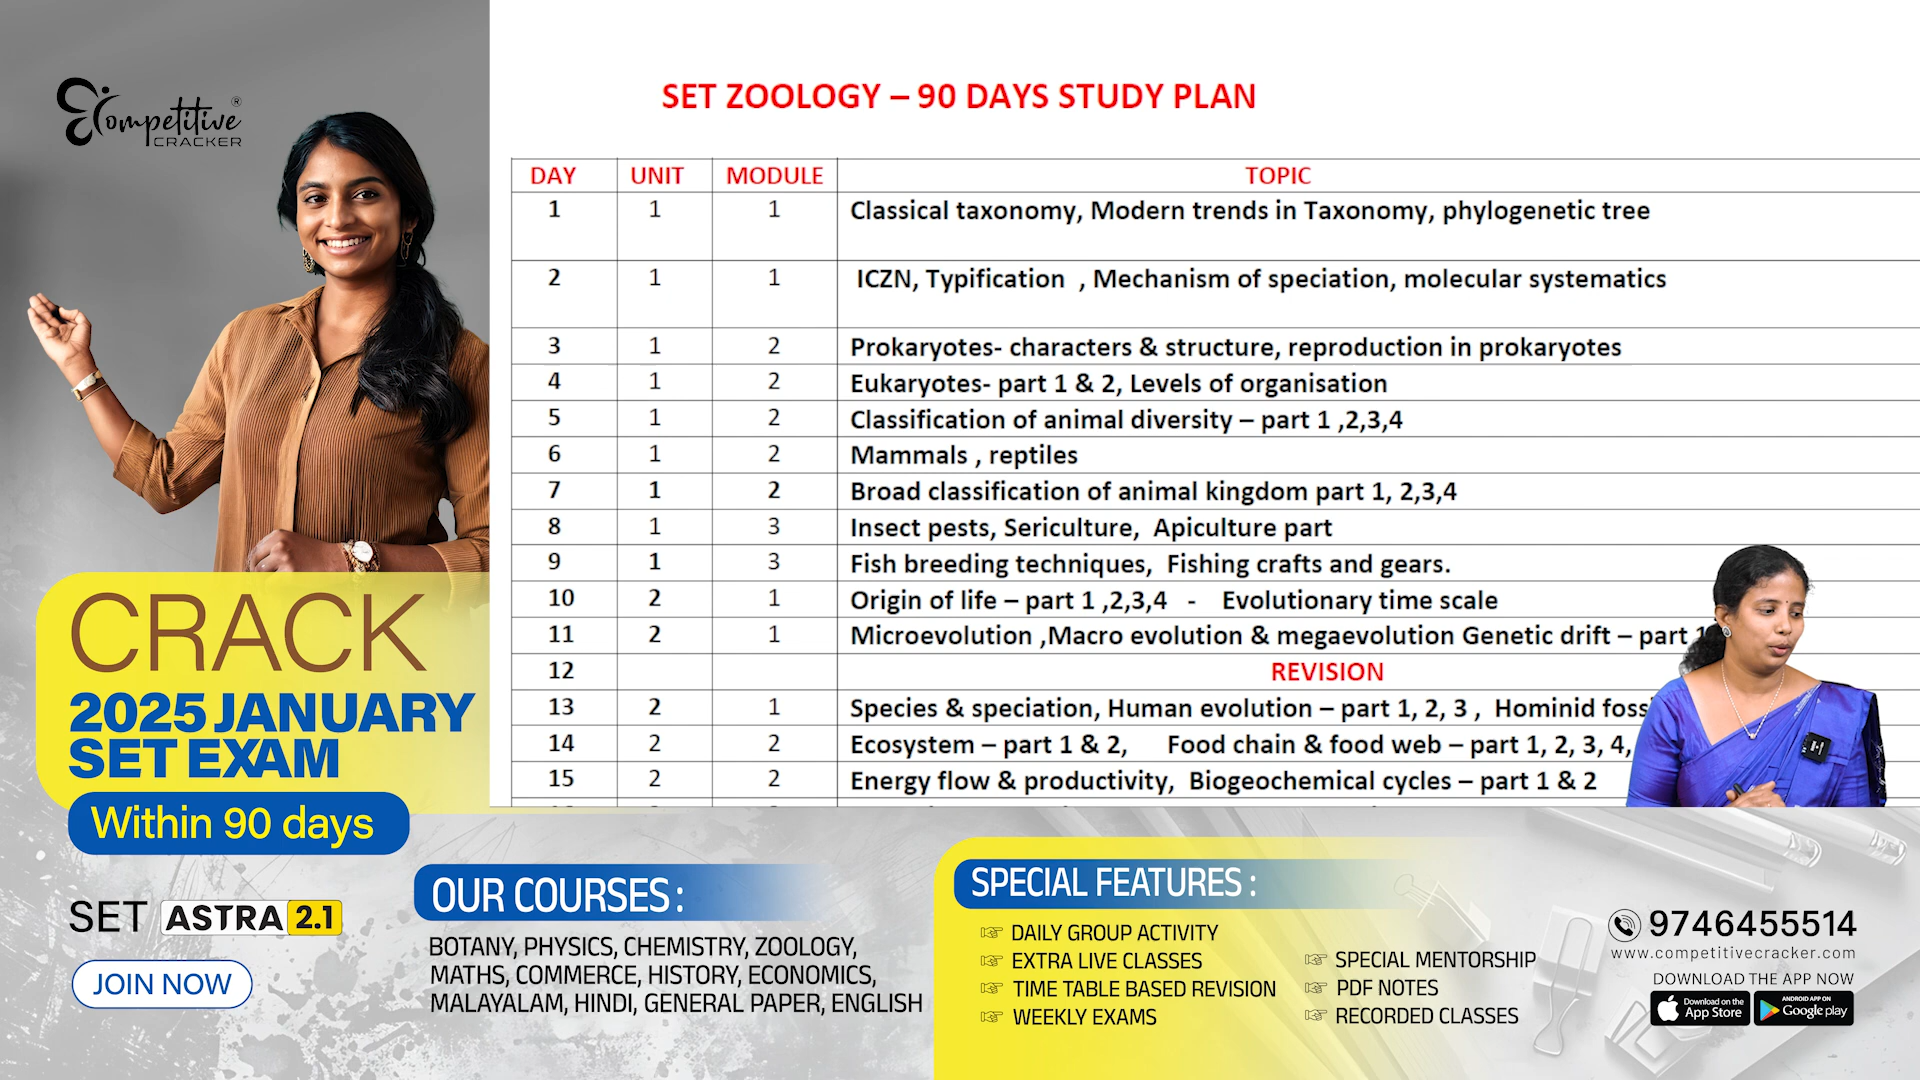 Competitive
CRACKER
®
SET ZOOLOGY – 90 DAYS STUDY PLAN
DAY UNIT MODULE TOPIC
1 1 1 Classical taxonomy, Modern trends in Taxonomy, phylogenetic tree
2 1 1 ICZN, Typification , Mechanism of speciation, molecular systematics
3 1 2 Prokaryotes- characters & structure, reproduction in prokaryotes
4 1 2 Eukaryotes- part 1 & 2, Levels of organisation
5 1 2 Classification of animal diversity – part 1 ,2,3,4
6 1 2 Mammals , reptiles
7 1 2 Broad classification of animal kingdom part 1, 2,3,4
8 1 3 Insect pests, Sericulture, Apiculture part
9 1 3 Fish breeding techniques, Fishing crafts and gears.
10 2 1 Origin of life – part 1 ,2,3,4 - Evolutionary time scale
11 2 1 Microevolution ,Macro evolution & megaevolution Genetic drift – part 1
12 REVISION
13 2 1 Species & speciation, Human evolution – part 1, 2, 3 , Hominid
14 2 2 Ecosystem – part 1 & 2, Food chain & food web – part 1, 2, 3, 4,
15 2 2 Energy flow & productivity, Biogeochemical cycles – part 1 & 2
CRACK
2025 JANUARY
SET EXAM
Within 90 days
SET ASTRA 2.1
JOIN NOW
OUR COURSES :
BOTANY, PHYSICS, CHEMISTRY, ZOOLOGY,
MATHS, COMMERCE, HISTORY, ECONOMICS,
MALAYALAM, HINDI, GENERAL PAPER, ENGLISH
SPECIAL FEATURES :
DAILY GROUP ACTIVITY
EXTRA LIVE CLASSES
TIME TABLE BASED REVISION
WEEKLY EXAMS
SPECIAL MENTORSHIP
PDF NOTES
RECORDED CLASSES
9746455514
www.competitivecracker.com
DOWNLOAD THE APP NOW
Download on the
App Store
ANDROID APP ON
Google play